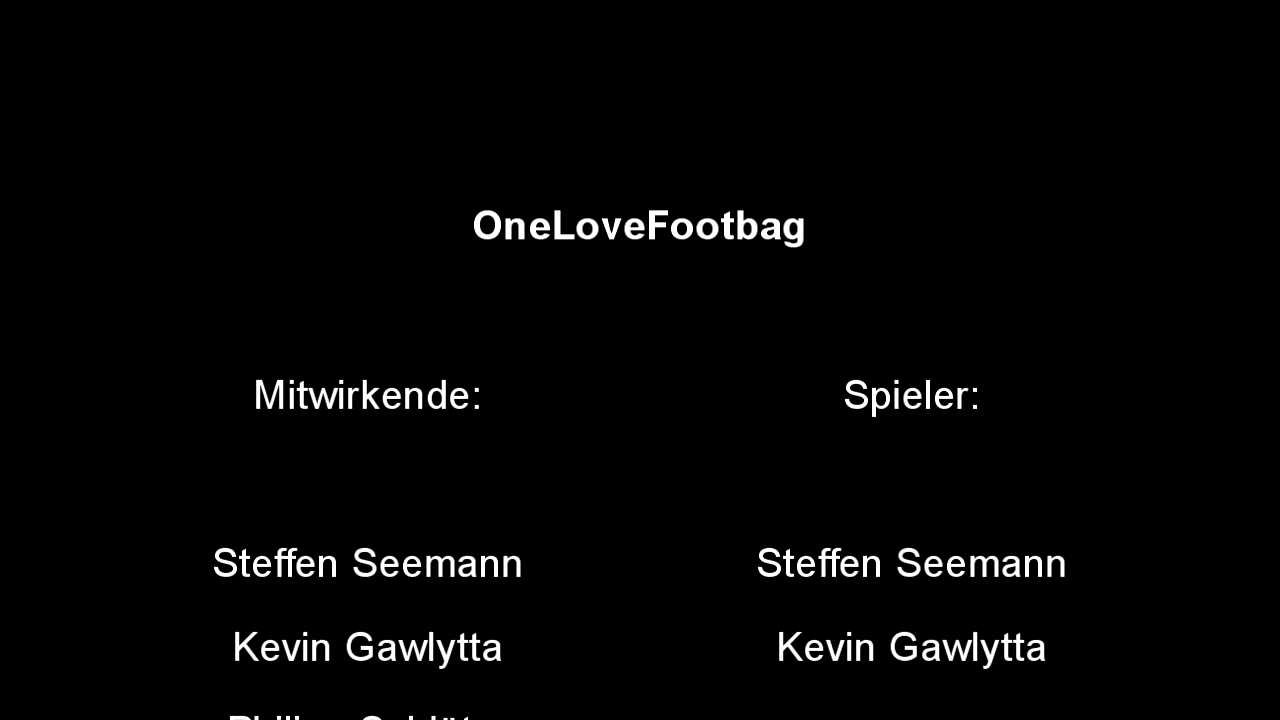 OneLoveFootbag
Mitwirkende:
Spieler:
Steffen Seemann
Steffen Seemann
Kevin Gawlytta
Kevin Gawlytta